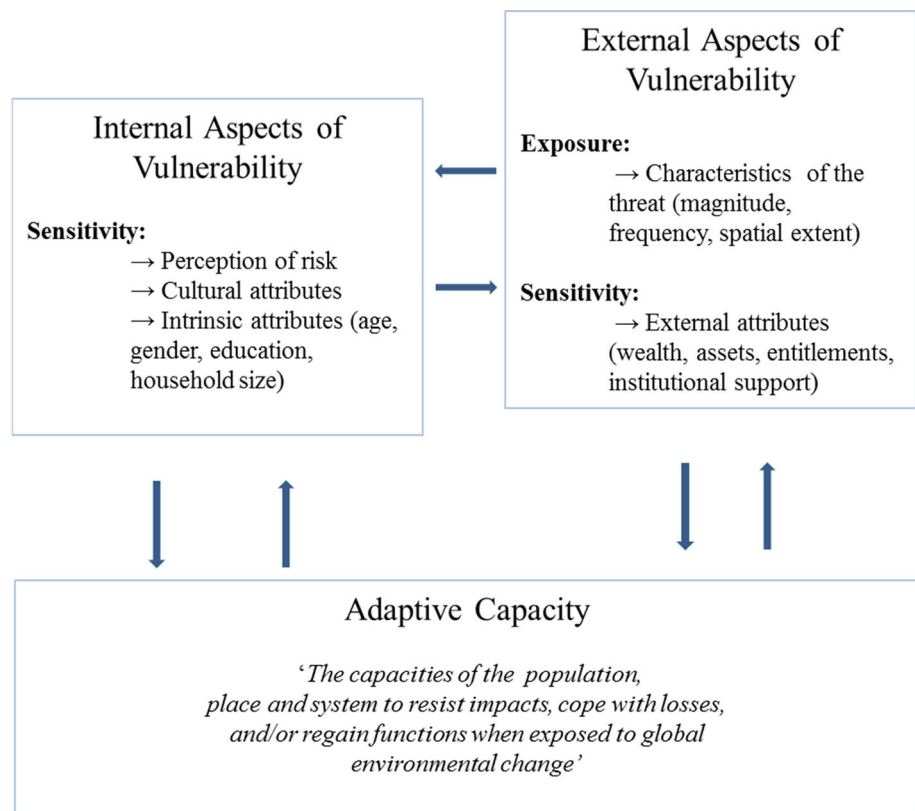 Internal Aspects of
Vulnerability
Sensitivity:
→ Perception of risk
→ Cultural attributes
→ Intrinsic attributes (age,
gender, education,
household size)
External Aspects of
Vulnerability
Exposure:
→ Characteristics of the
threat (magnitude,
frequency, spatial extent)
Sensitivity:
→ External attributes
(wealth, assets, entitlements,
institutional support)
Adaptive Capacity
‘The capacities of the population,
place and system to resist impacts, cope with losses,
and/or regain functions when exposed to global
environmental change’